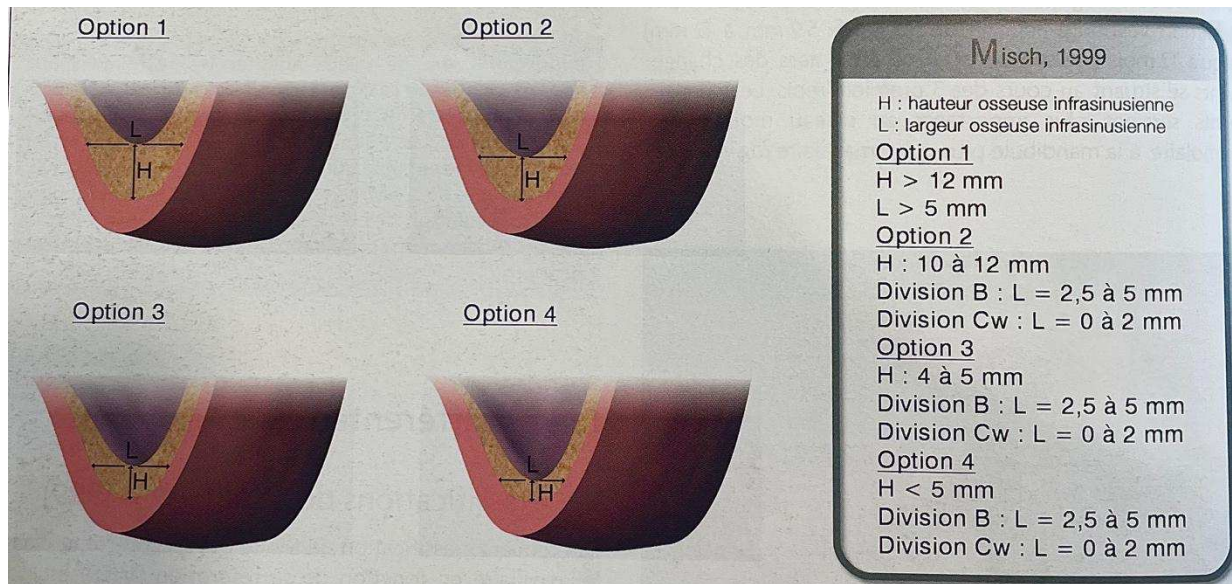 Option 1
L
H
Option 2
L
H
Option 3
L
H
Option 4
L
H
Misch, 1999
H : hauteur osseuse infrasinusienne
L : largeur osseuse infrasinusienne
Option 1
H > 12 mm
L > 5 mm
Option 2
H : 10 à 12 mm
Division B : L = 2,5 à 5 mm
Division Cw : L = 0 à 2 mm
Option 3
H : 4 à 5 mm
Division B : L = 2,5 à 5 mm
Division Cw : L = 0 à 2 mm
Option 4
H < 5 mm
Division B : L = 2,5 à 5 mm
Division Cw : L = 0 à 2 mm